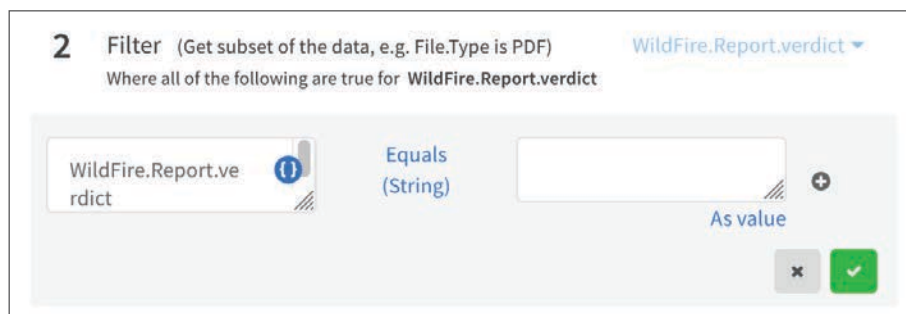 2 Filter (Get subset of the data, e.g. File.Type is PDF) WildFire.Report.verdict
Where all of the following are true for WildFire.Report.verdict
WildFire.Report.ve
rdict
{}
Equals
(String)
As value